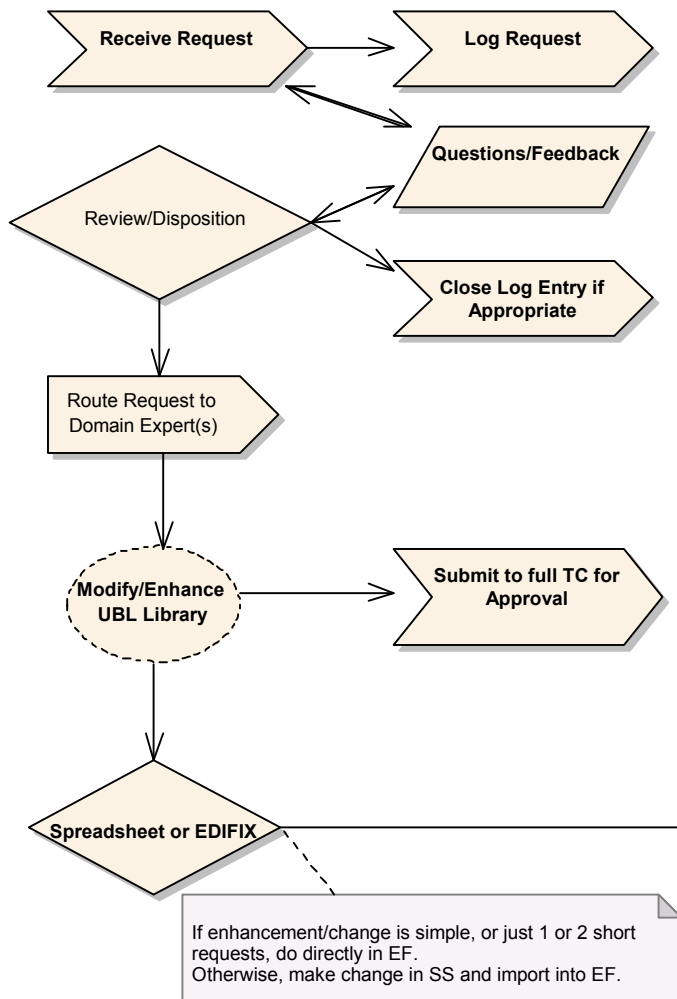 Receive Request
Log Request
Questions/Feedback
Review/Disposition
Close Log Entry if
Appropriate
Route Request to
Domain Expert(s)
Modify/Enhance
UBL Library
Submit to full TC for
Approval
Spreadsheet or EDIFIX
If enhancement/change is simple, or just 1 or 2 short
requests, do directly in EF.
Otherwise, make change in SS and import into EF.